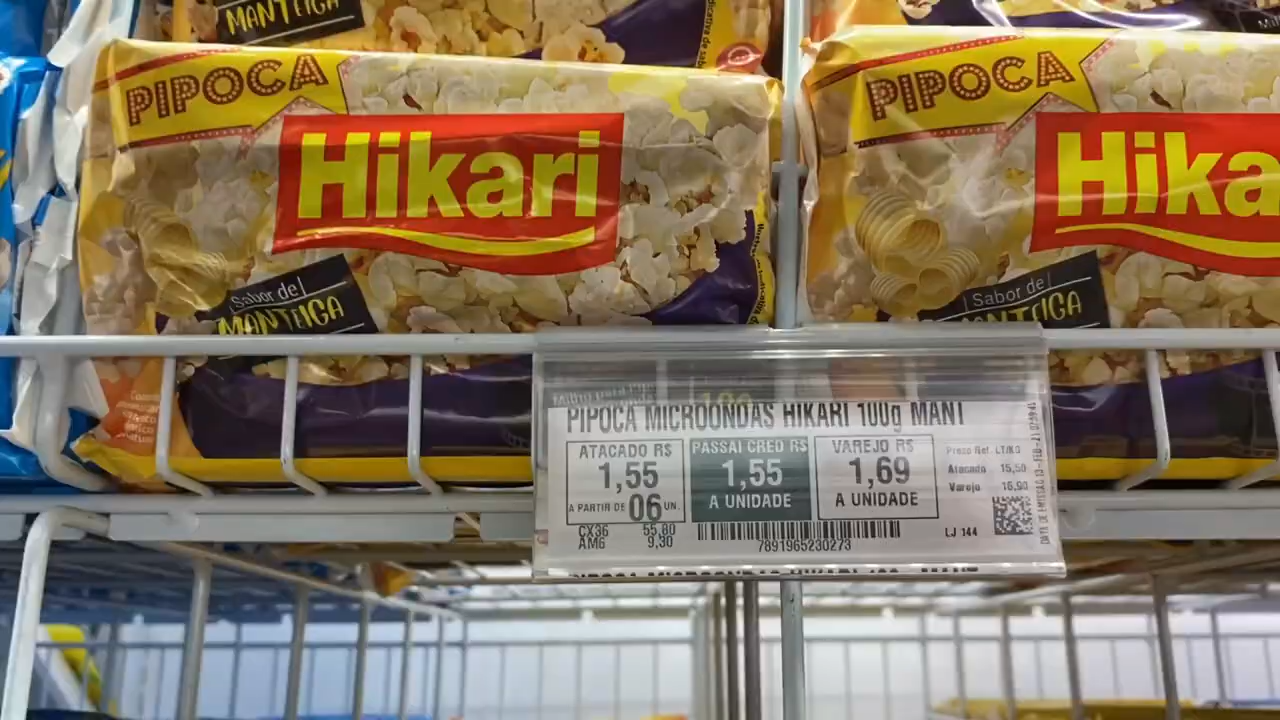 MANTEIGA
PIPOCA
Hikari
Sabor de
MANTEIGA
PIPOCA
Hika
Sabor de
MANTEIGA
PIPOCA MICROONDAS HIKARI 100g MANT
ATACADO R$
1,55
A PARTIR DE 06 UN.
PASSAI CRED R$
1,55
A UNIDADE
VAREJO R$
1,69
A UNIDADE
Prezo Ref. LT/KG
Atacado 15,50
Varejo 16,90
CX36 55,80
AM6 9,30
7891965230273
LJ 144